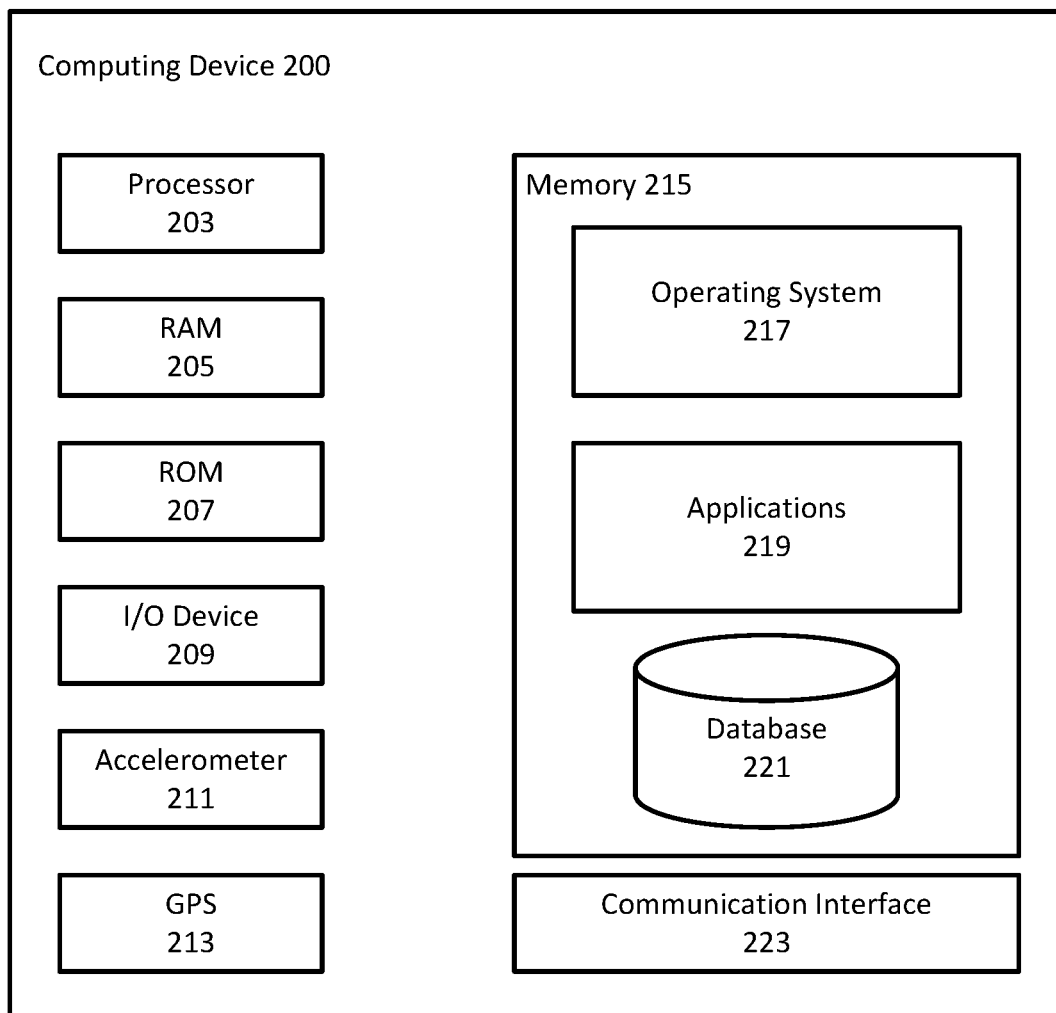 Computing Device 200
Processor
203
RAM
205
ROM
207
I/O Device
209
Accelerometer
211
GPS
213
Memory 215
Operating System
217
Applications
219
Database
221
Communication Interface
223